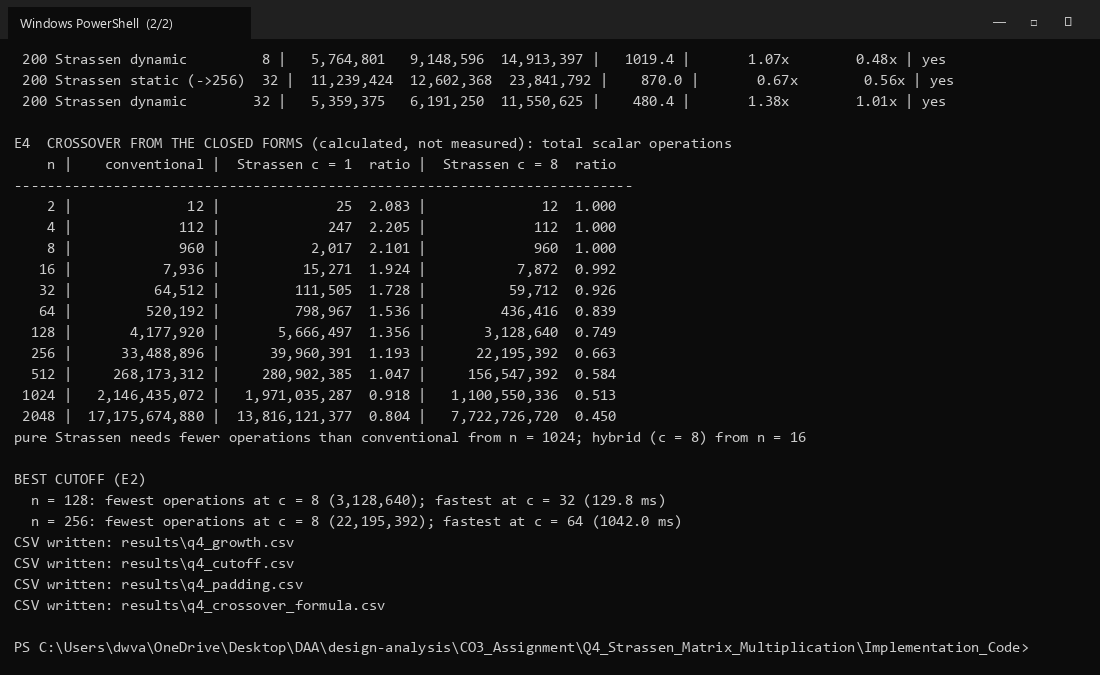 Windows PowerShell (2/2)
200 Strassen dynamic         8 |   5,764,801   9,148,596  14,913,397 |   1019.4 |       1.07x        0.48x | yes
200 Strassen static (->256)  32 |  11,239,424  12,602,368  23,841,792 |    870.0 |       0.67x        0.56x | yes
200 Strassen dynamic        32 |   5,359,375   6,191,250  11,550,625 |    480.4 |       1.38x        1.01x | yes
E4  CROSSOVER FROM THE CLOSED FORMS (calculated, not measured): total scalar operations
    n |    conventional |  Strassen c = 1  ratio |  Strassen c = 8  ratio
---------------------------------------------------------------------------
    2 |              12 |              25  2.083 |              12  1.000
    4 |             112 |             247  2.205 |             112  1.000
    8 |             960 |           2,017  2.101 |             960  1.000
   16 |           7,936 |          15,271  1.924 |           7,872  0.992
   32 |          64,512 |         111,505  1.728 |          59,712  0.926
   64 |         520,192 |         798,967  1.536 |         436,416  0.839
  128 |       4,177,920 |       5,666,497  1.356 |       3,128,640  0.749
  256 |      33,488,896 |      39,960,391  1.193 |      22,195,392  0.663
  512 |     268,173,312 |     280,902,385  1.047 |     156,547,392  0.584
 1024 |   2,146,435,072 |   1,971,035,287  0.918 |   1,100,550,336  0.513
 2048 |  17,175,674,880 |  13,816,121,377  0.804 |   7,722,726,720  0.450
pure Strassen needs fewer operations than conventional from n = 1024; hybrid (c = 8) from n = 16
BEST CUTOFF (E2)
  n = 128: fewest operations at c = 8 (3,128,640); fastest at c = 32 (129.8 ms)
  n = 256: fewest operations at c = 8 (22,195,392); fastest at c = 64 (1042.0 ms)
CSV written: results\q4_growth.csv
CSV written: results\q4_cutoff.csv
CSV written: results\q4_padding.csv
CSV written: results\q4_crossover_formula.csv
PS C:\Users\dwva\OneDrive\Desktop\DAA\design-analysis\CO3_Assignment\Q4_Strassen_Matrix_Multiplication\Implementation_Code>